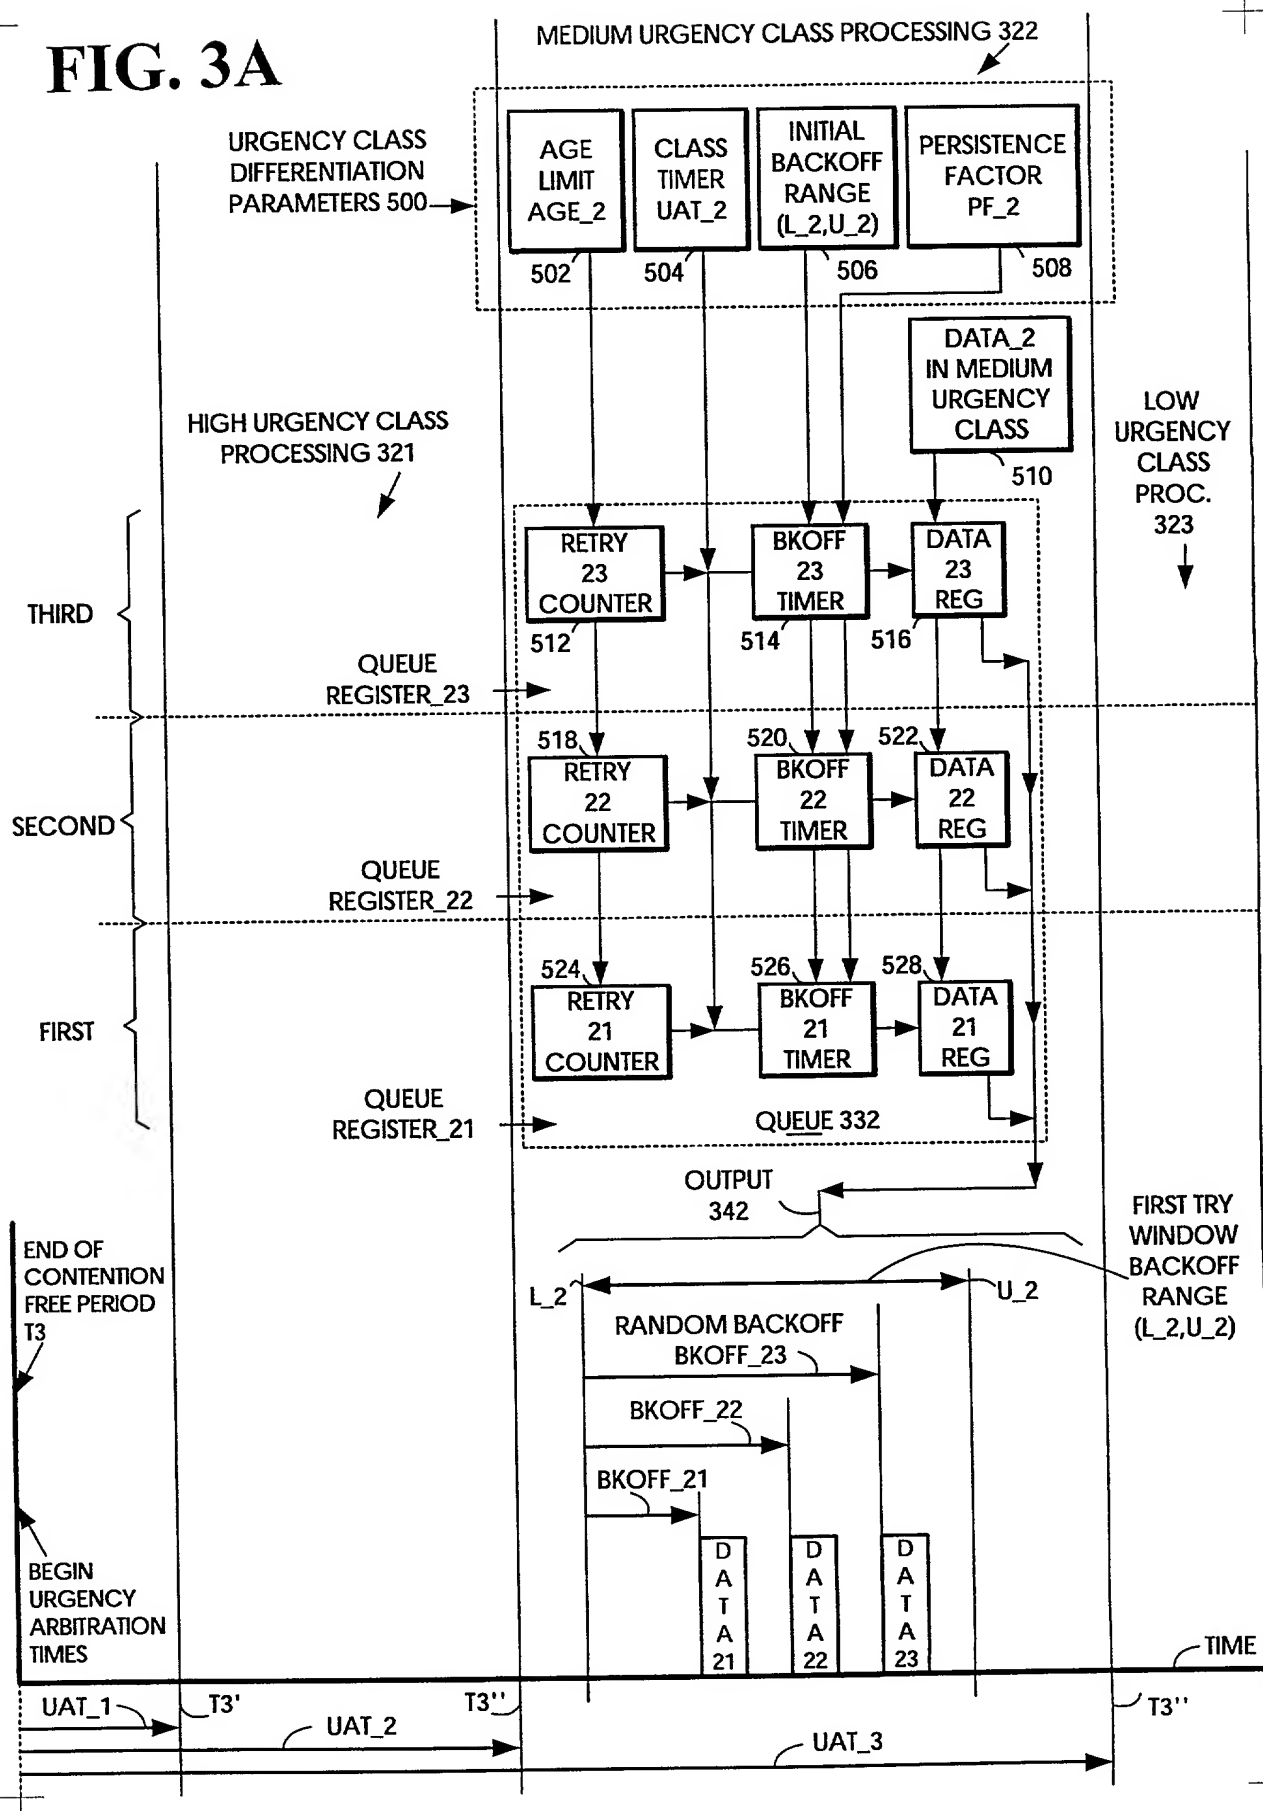 FIG. 3A
MEDIUM URGENCY CLASS PROCESSING 322
URGENCY CLASS
DIFFERENTIATION
PARAMETERS 500
AGE
LIMIT
AGE_2
502
CLASS
TIMER
UAT_2
504
INITIAL
BACKOFF
RANGE
(L_2,U_2)
506
PERSISTENCE
FACTOR
PF_2
508
DATA_2
IN MEDIUM
URGENCY
CLASS
510
HIGH URGENCY CLASS
PROCESSING 321
LOW
URGENCY
CLASS
PROC.
323
THIRD
RETRY
23
COUNTER
512
BKOFF
23
TIMER
514
DATA
23
REG
516
QUEUE
REGISTER_23
SECOND
518
RETRY
22
COUNTER
520
BKOFF
22
TIMER
522
DATA
22
REG
QUEUE
REGISTER_22
FIRST
524
RETRY
21
COUNTER
526
BKOFF
21
TIMER
528
DATA
21
REG
QUEUE
REGISTER_21
QUEUE 332
OUTPUT
342
FIRST TRY
WINDOW
BACKOFF
RANGE
(L_2,U_2)
END OF
CONTENTION
FREE PERIOD
T3
L_2
U_2
RANDOM BACKOFF
BKOFF_23
BKOFF_22
BKOFF_21
BEGIN
URGENCY
ARBITRATION
TIMES
D
A
T
A
21
D
A
T
A
22
D
A
T
A
23
TIME
UAT_1
T3'
T3''
T3''
UAT_2
UAT_3